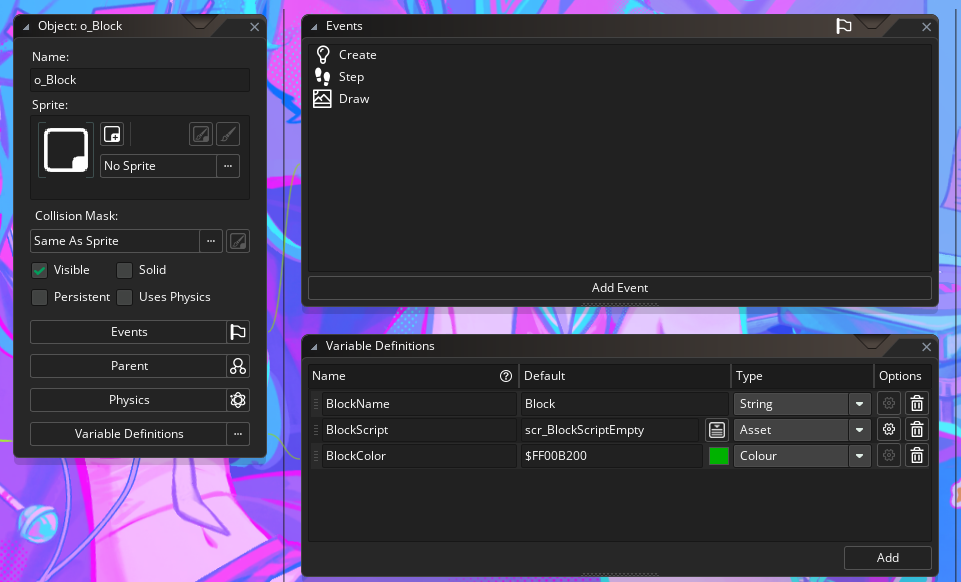 Object: o_Block
Name:
o_Block
Sprite:
No Sprite
...
Collision Mask:
Same As Sprite
...
Visible
Solid
Persistent
Uses Physics
Events
Parent
Physics
Variable Definitions
...
Events
Create
Step
Draw
Add Event
Variable Definitions
Name ? Default Type Options
BlockName Block String
BlockScript scr_BlockScriptEmpty Asset
BlockColor $FF00B200 Colour
Add